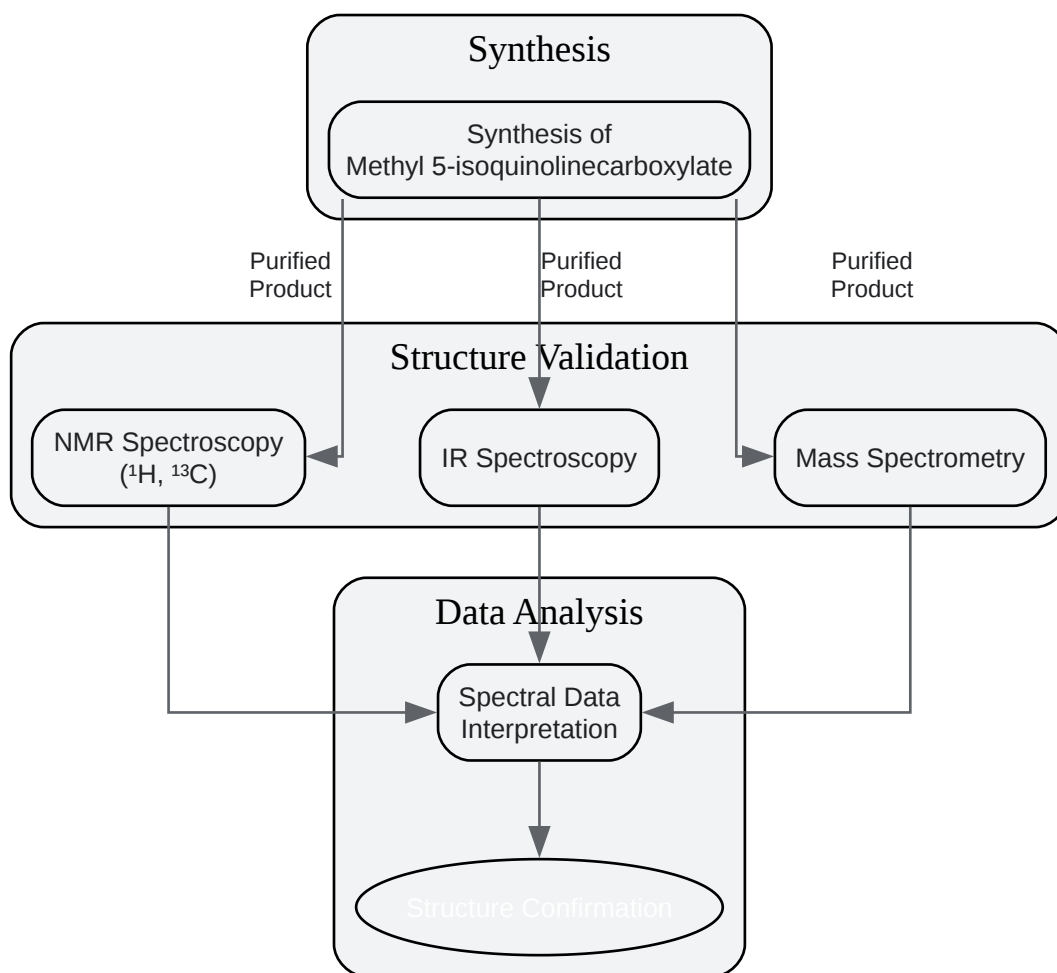 Synthesis
Synthesis of
Methyl 5-isoquinolinecarboxylate
Purified
Product
Purified
Product
Purified
Product
Structure Validation
NMR Spectroscopy
(¹H, ¹³C)
IR Spectroscopy
Mass Spectrometry
Data Analysis
Spectral Data
Interpretation
Structure Confirmation